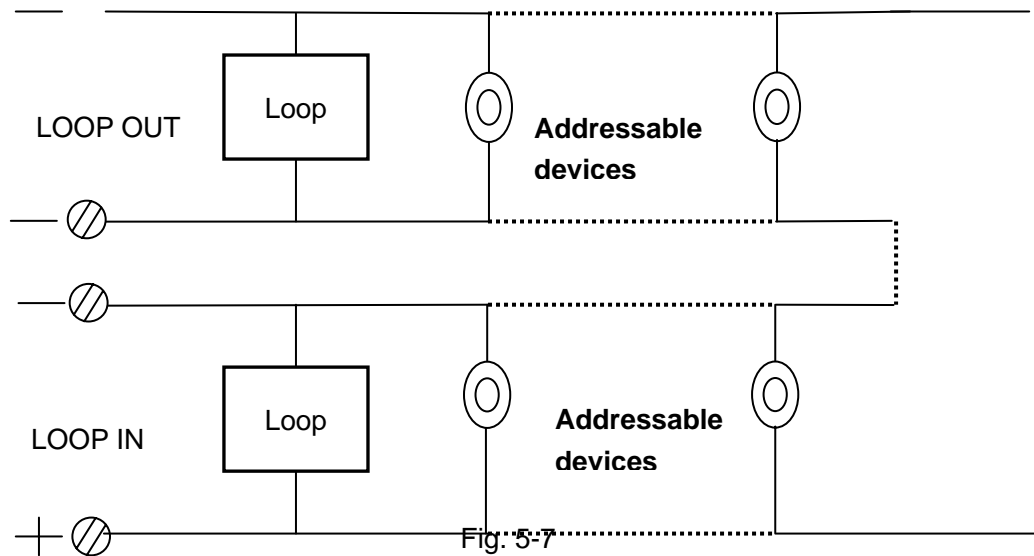 Loop
LOOP OUT
Addressable
devices
Loop
LOOP IN
Addressable
devices
Fig. 5-7